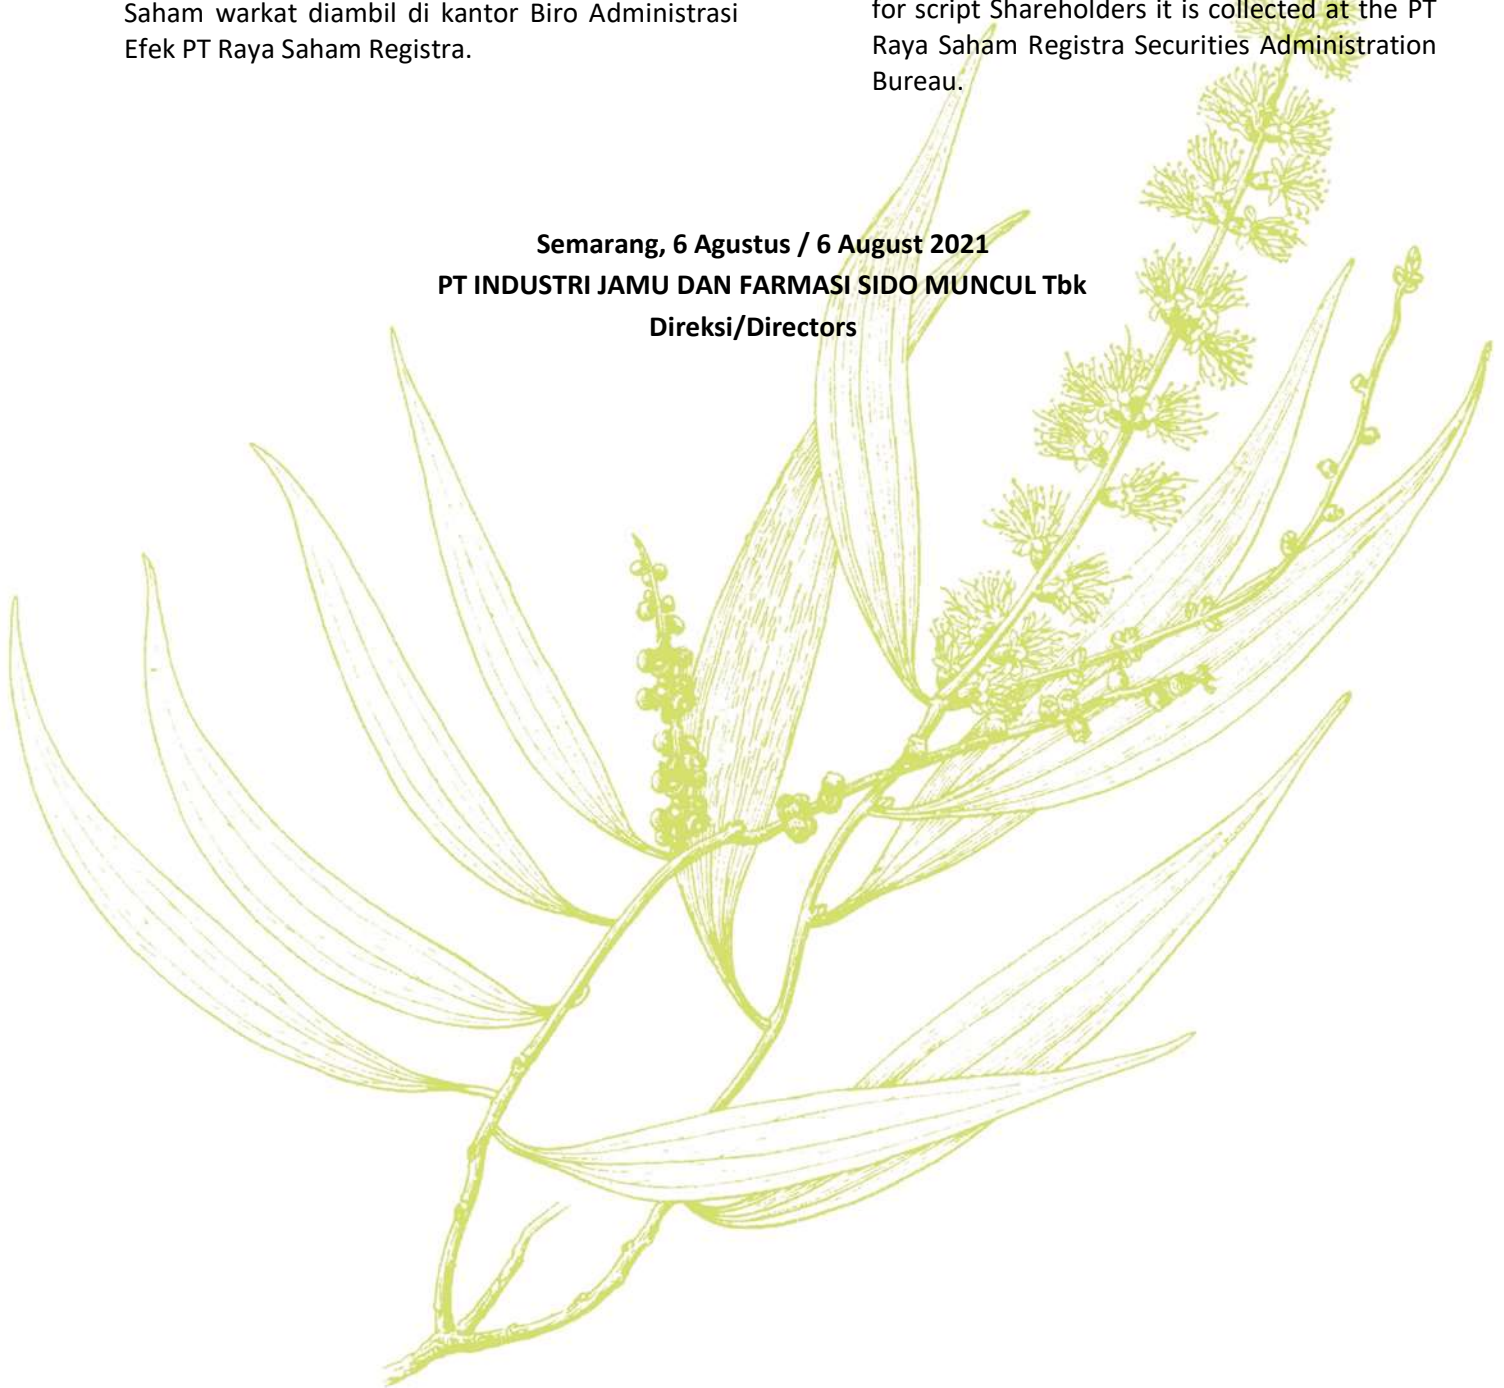 Saham warkat diambil di kantor Biro Administrasi
Efek PT Raya Saham Registra.
for script Shareholders it is collected at the PT
Raya Saham Registra Securities Administration
Bureau.
Semarang, 6 Agustus / 6 August 2021
PT INDUSTRI JAMU DAN FARMASI SIDO MUNCUL Tbk
Direksi/Directors